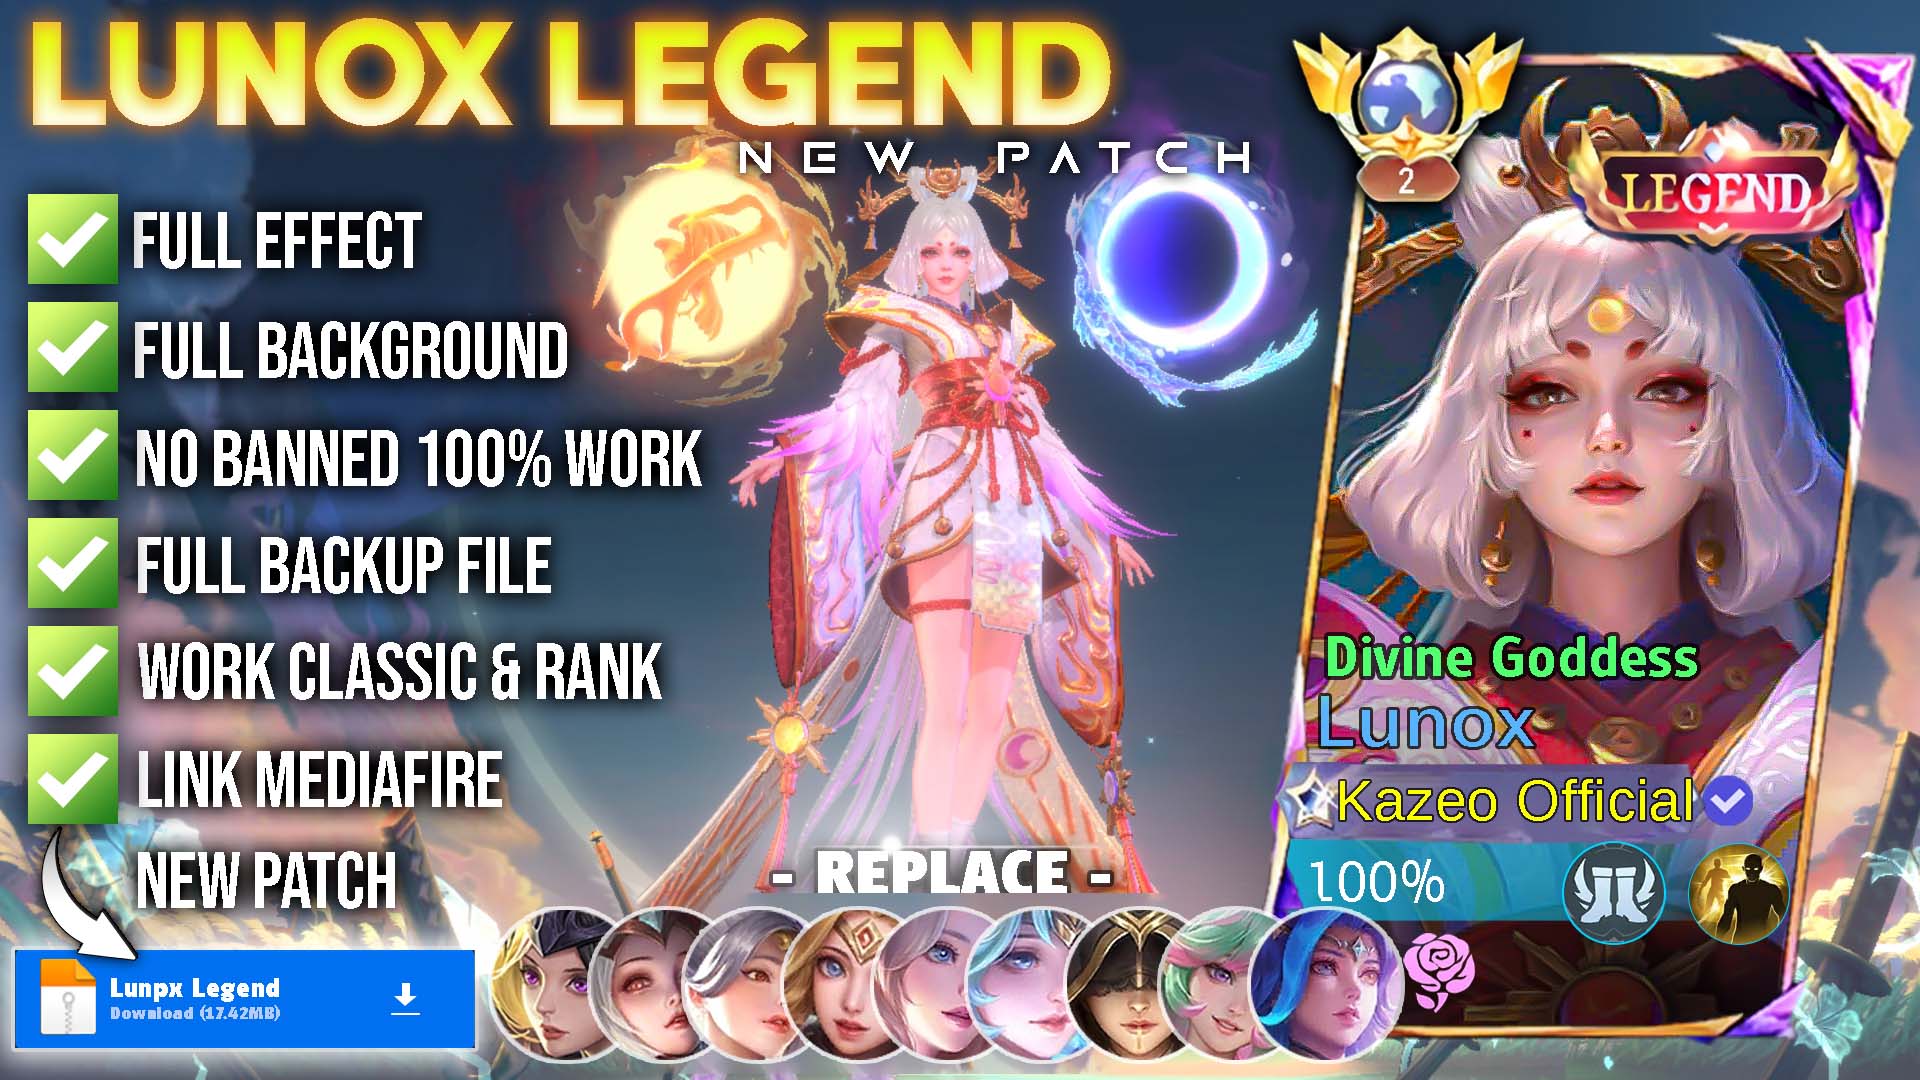 LUNOX LEGEND
NEW PATCH
FULL EFFECT
FULL BACKGROUND
NO BANNED 100% WORK
FULL BACKUP FILE
WORK CLASSIC & RANK
LINK MEDIAFIRE
NEW PATCH
Lunpx Legend
Download (17.42MB)
- REPLACE -
2
LEGEND
Divine Goddess
Lunox
Kazeo Official
100%